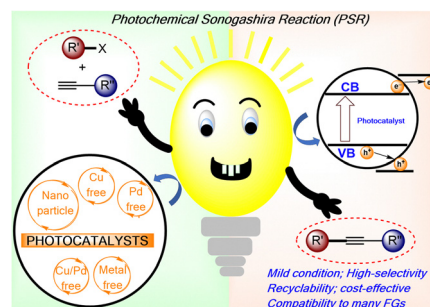 Photochemical Sonogashira Reaction (PSR)
R' X
+
R''
CB
e⁻
e⁻
Photocatalyst
VB
h⁺
h⁺
Nano
particle
Cu
free
Pd
free
PHOTOCATALYSTS
Cu/Pd
free
Metal
free
R' R''
Mild condition; High-selectivity
Recyclability; cost-effective
Compatibility to many FGs